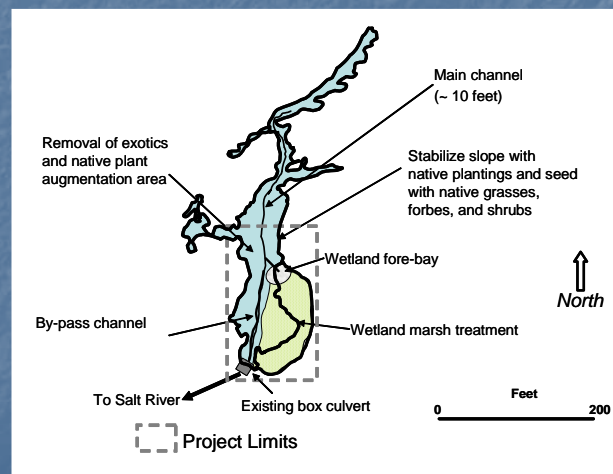 Main channel
(~ 10 feet)
Removal of exotics
and native plant
augmentation area
Stabilize slope with
native plantings and seed
with native grasses,
forbes, and shrubs
Wetland fore-bay
North
By-pass channel
Wetland marsh treatment
To Salt River
Existing box culvert
Feet
0
200
Project Limits